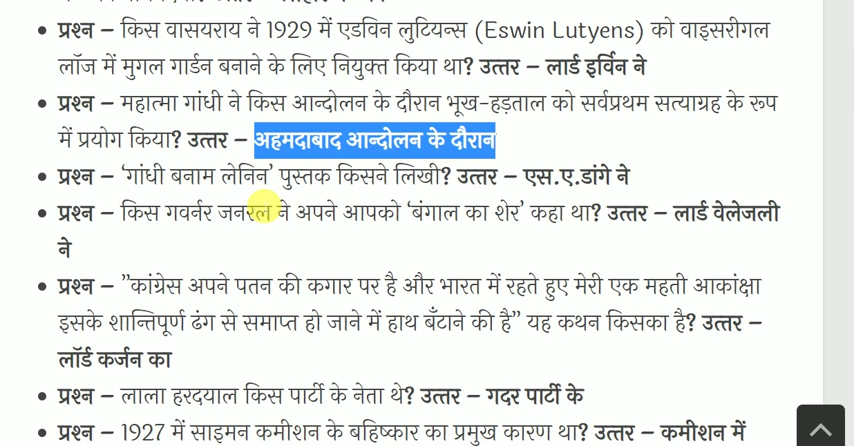 प्रश्न – किस वासयराय ने 1929 में एडविन लुटियन्स (Eswin Lutyens) को वाइसरीगल
लॉज में मुगल गार्डन बनाने के लिए नियुक्त किया था? उत्तर – लार्ड इर्विन ने
प्रश्न – महात्मा गांधी ने किस आन्दोलन के दौरान भूख-हड़ताल को सर्वप्रथम सत्याग्रह के रूप
में प्रयोग किया? उत्तर – अहमदाबाद आन्दोलन के दौरान
प्रश्न – ‘गांधी बनाम लेनिन’ पुस्तक किसने लिखी? उत्तर – एस.ए.डांगे ने
प्रश्न – किस गवर्नर जनरल ने अपने आपको ‘बंगाल का शेर’ कहा था? उत्तर – लार्ड वेलेजली
ने
प्रश्न – ”कांग्रेस अपने पतन की कगार पर है और भारत में रहते हुए मेरी एक महती आकांक्षा
इसके शान्तिपूर्ण ढंग से समाप्त हो जाने में हाथ बँटाने की है” यह कथन किसका है? उत्तर –
लॉर्ड कर्जन का
प्रश्न – लाला हरदयाल किस पार्टी के नेता थे? उत्तर – गदर पार्टी के
प्रश्न – 1927 में साइमन कमीशन के बहिष्कार का प्रमुख कारण था? उत्तर – कमीशन में